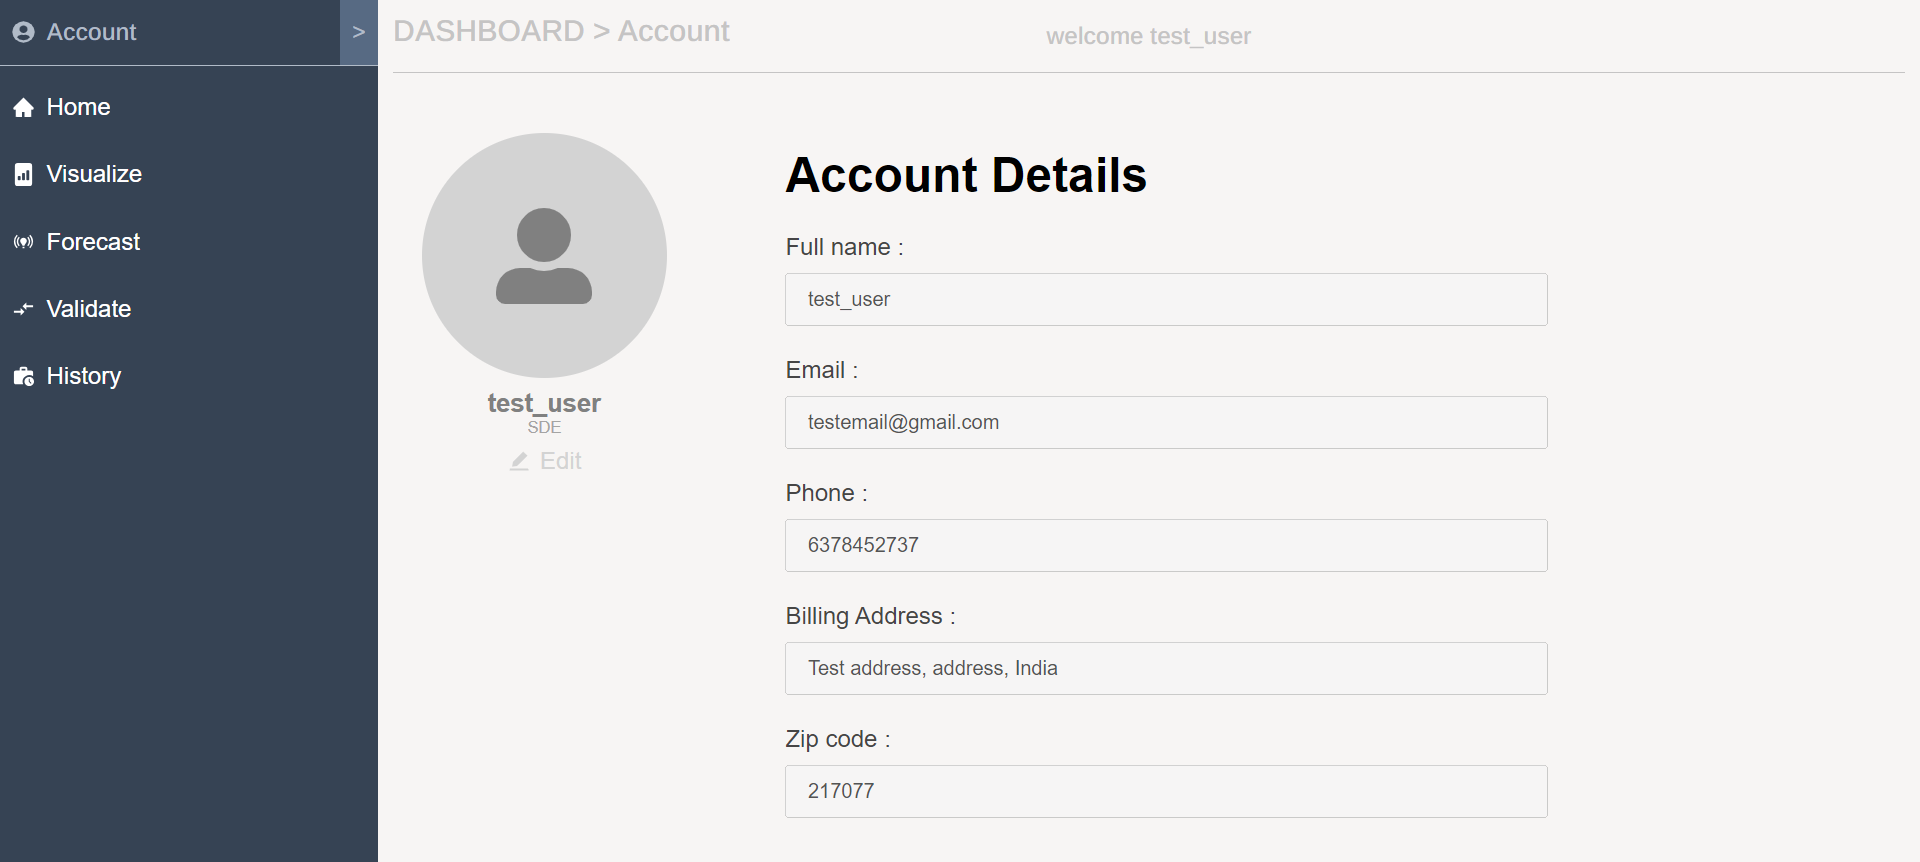 Account >
Home
Visualize
Forecast
Validate
History
DASHBOARD > Account
welcome test_user
test_user
SDE
Edit
Account Details
Full name :
test_user
Email :
testemail@gmail.com
Phone :
6378452737
Billing Address :
Test address, address, India
Zip code :
217077